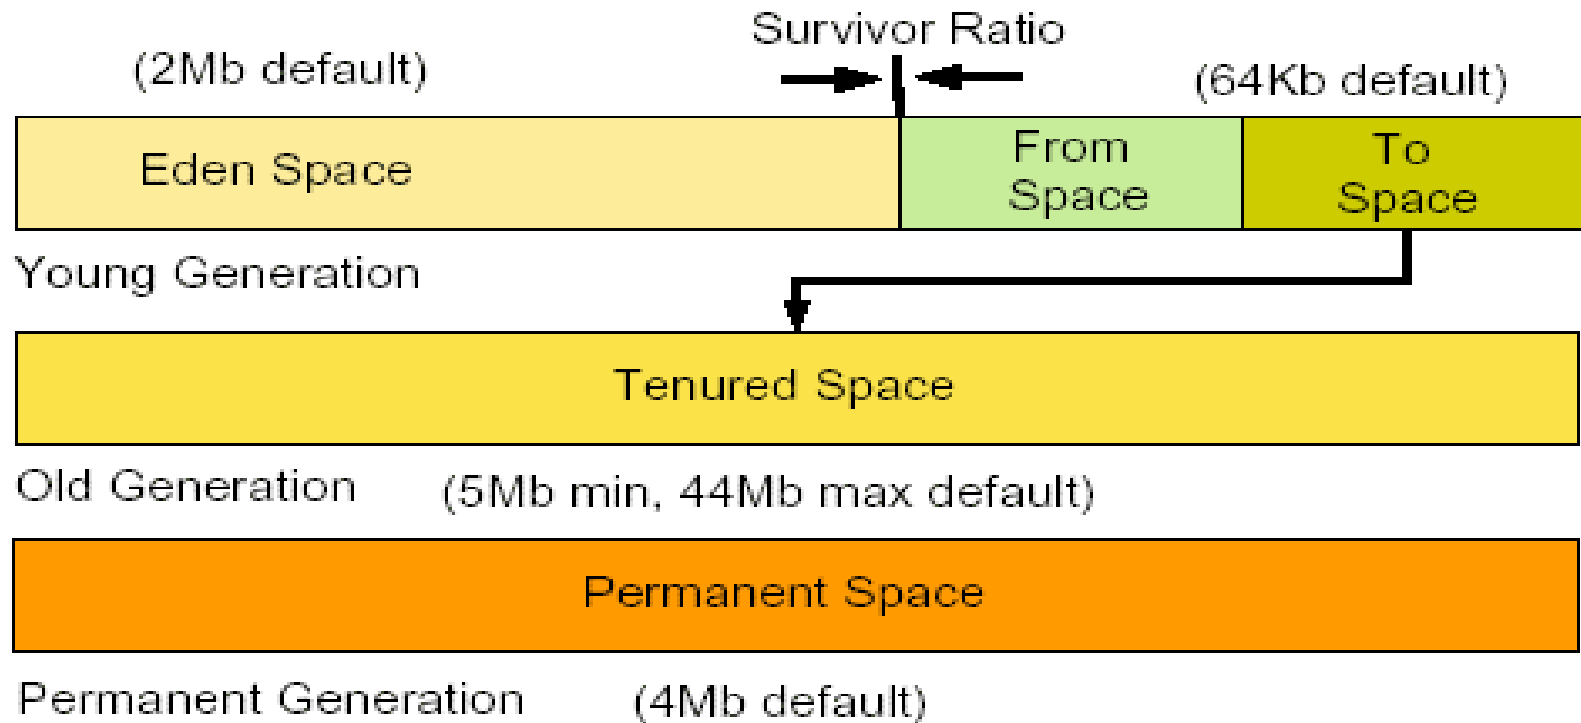 Survivor Ratio
(2Mb default)
(64Kb default)
Eden Space
From
Space
To
Space
Young Generation
Tenured Space
Old Generation (5Mb min, 44Mb max default)
Permanent Space
Permanent Generation (4Mb default)